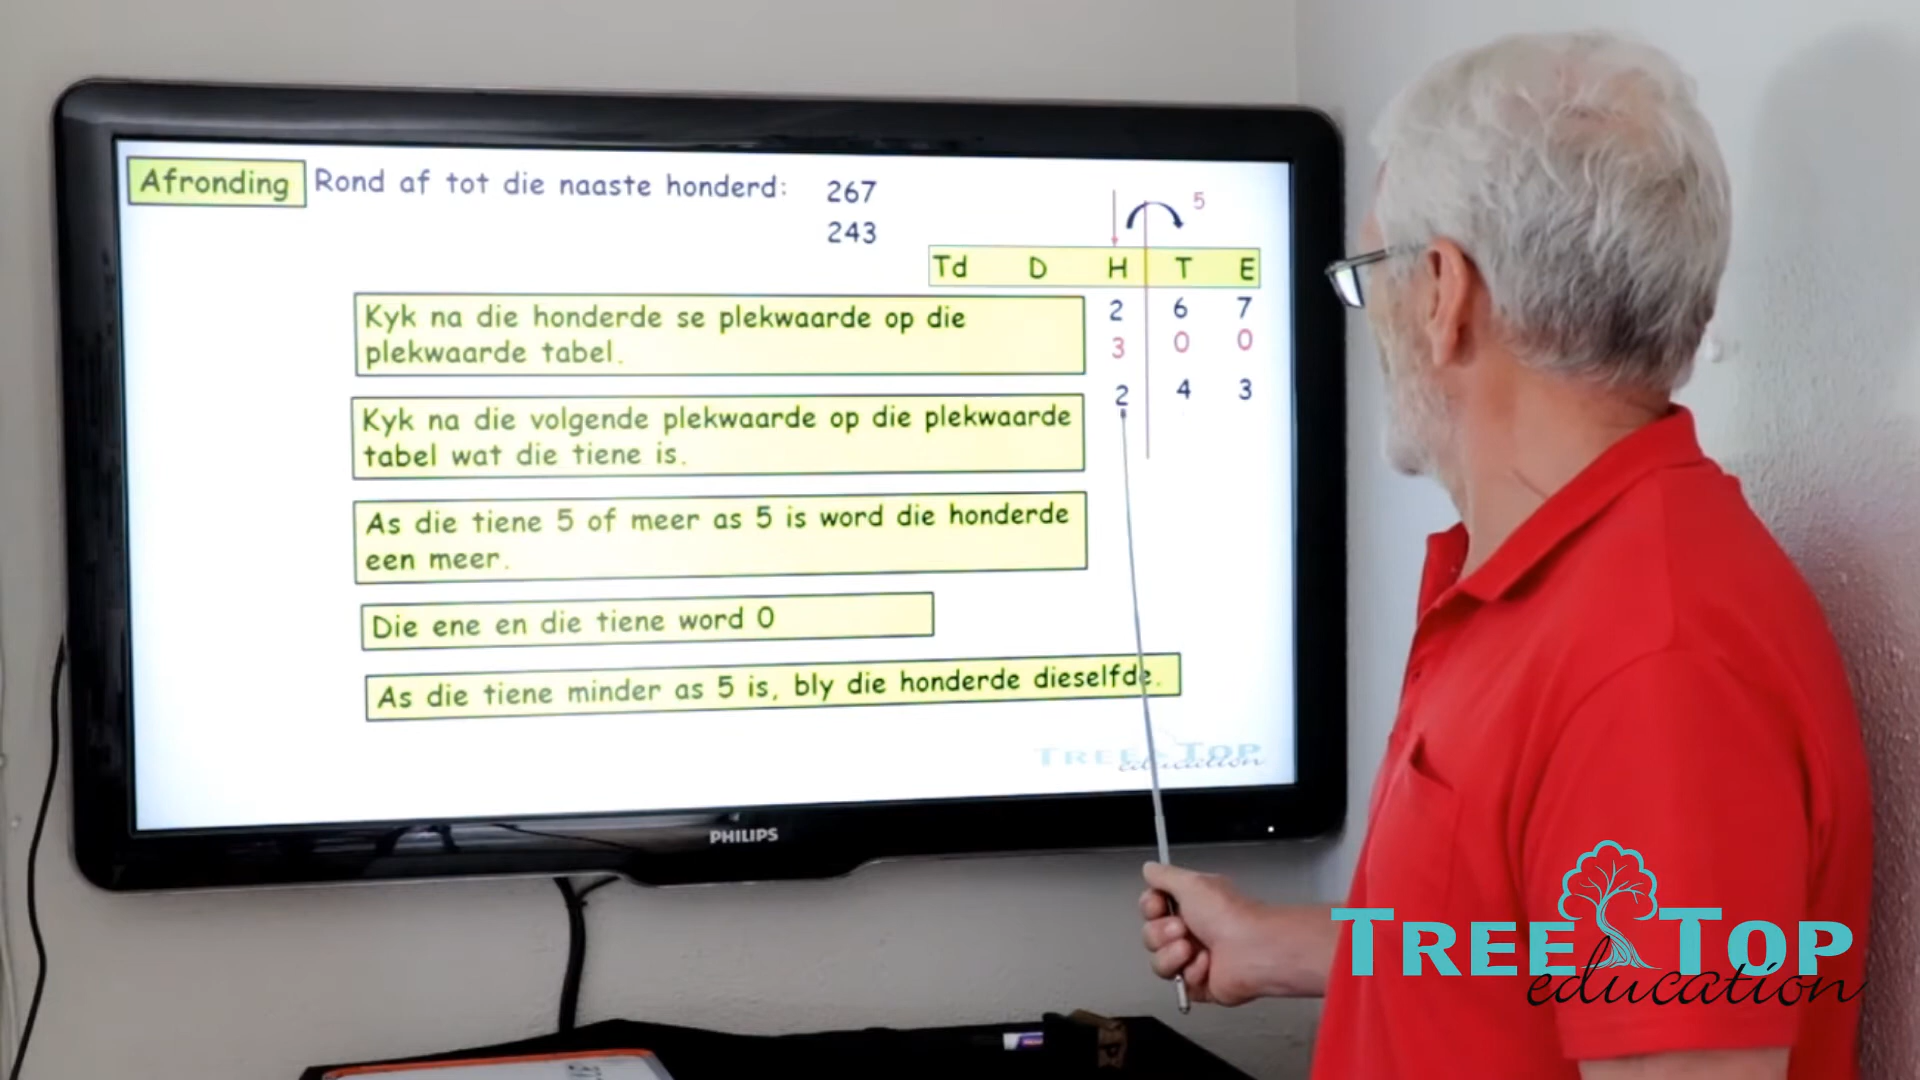 Afronding Rond af tot die naaste honderd: 267
243
5
Td D H T E
2 6 7
3 0 0
2 4 3
Kyk na die honderde se plekwaarde op die
plekwaarde tabel.
Kyk na die volgende plekwaarde op die plekwaarde
tabel wat die tiene is.
As die tiene 5 of meer as 5 is word die honderde
een meer.
Die ene en die tiene word 0
As die tiene minder as 5 is, bly die honderde dieselfde.
TREE TOP
education
PHILIPS
TREE TOP
education